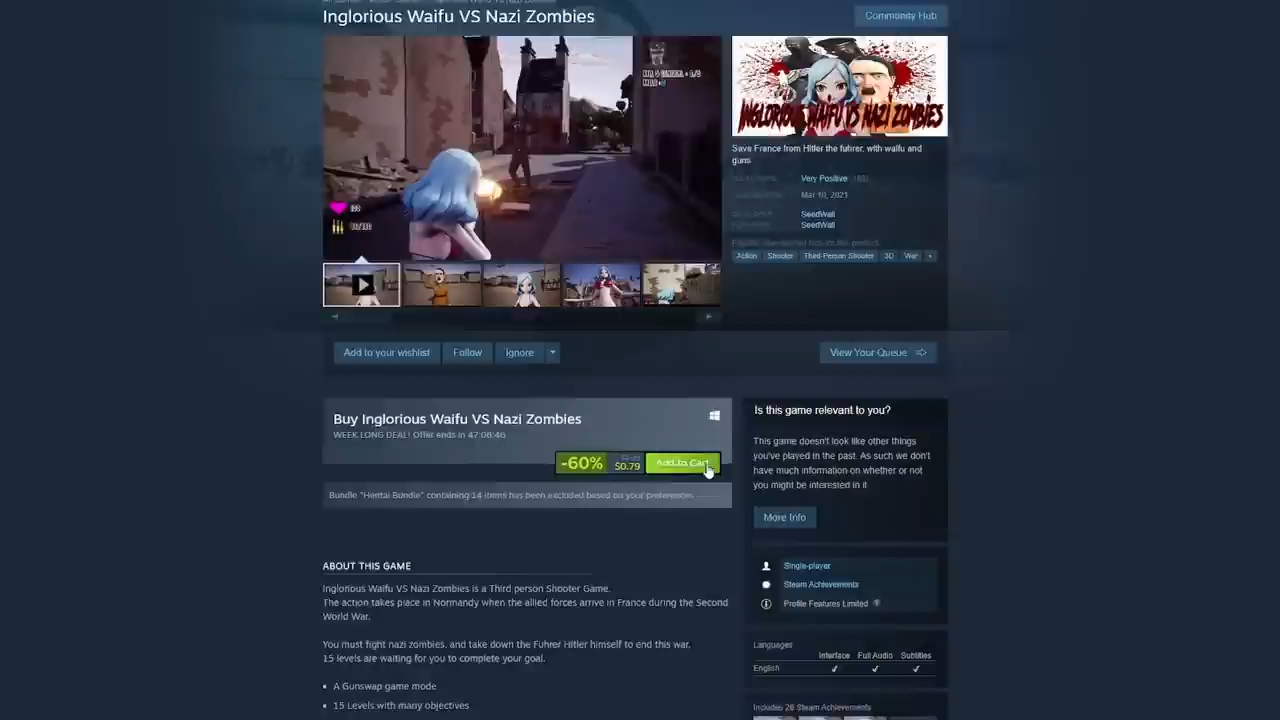 Inglorious Waifu VS Nazi Zombies
Community Hub
INGLORIOUS WAIFU VS NAZI ZOMBIES
Save France from Hitler the fuhrer, with waifu and
guns
Very Positive
Mar 10, 2021
SeedWall
SeedWall
Action
Shooter
Third-Person Shooter
3D
War
+
Add to your wishlist
Follow
Ignore
View Your Queue
Buy Inglorious Waifu VS Nazi Zombies
WEEK LONG DEAL! Offer ends in 47:08:46
-60%
$0.79
Add to Cart
Bundle "Hentai Bundle" containing 14 items has been excluded based on your preferences
Is this game relevant to you?
This game doesn't look like other things
you've played in the past. As such we don't
have much information on whether or not
you might be interested in it
More Info
ABOUT THIS GAME
Inglorious Waifu VS Nazi Zombies is a Third person Shooter Game.
The action takes place in Normandy when the allied forces arrive in France during the Second
World War.
You must fight nazi zombies, and take down the Fuhrer Hitler himself to end this war.
15 levels are waiting for you to complete your goal.
A Gunswap game mode
15 Levels with many objectives
Single-player
Steam Achievements
Profile Features Limited
Languages
Interface Full Audio Subtitles
English ✔ ✔ ✔
Includes 26 Steam Achievements